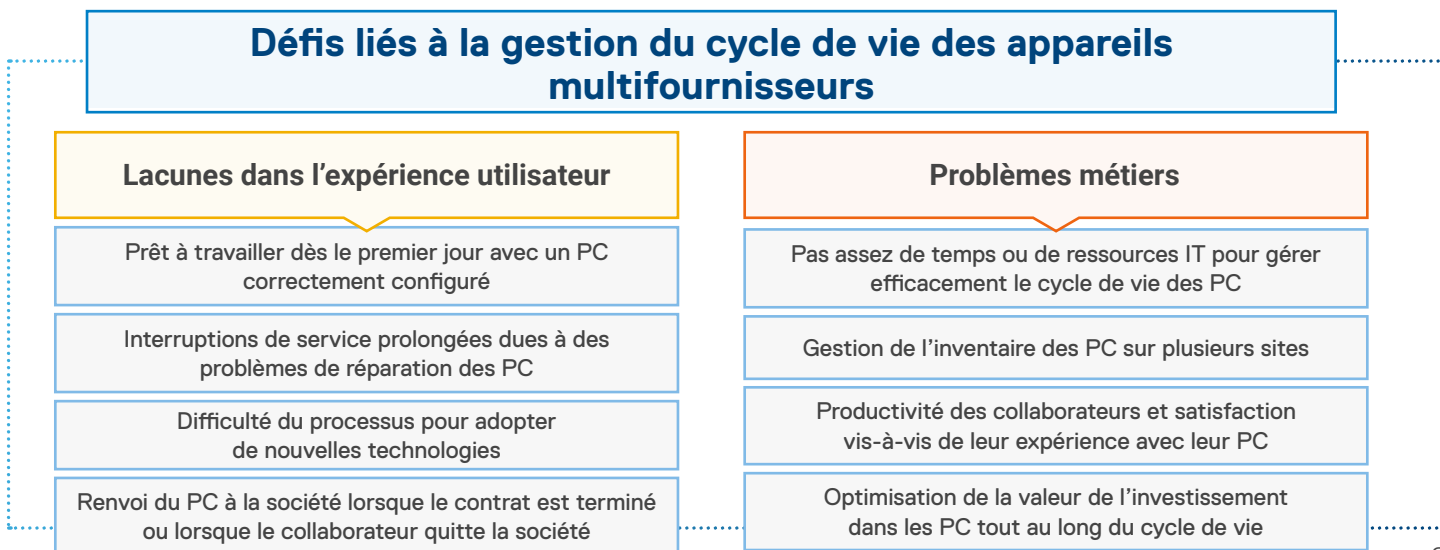 Défis liés à la gestion du cycle de vie des appareils
multifournisseurs
Lacunes dans l’expérience utilisateur
Prêt à travailler dès le premier jour avec un PC
correctement configuré
Interruptions de service prolongées dues à des
problèmes de réparation des PC
Difficulté du processus pour adopter
de nouvelles technologies
Renvoi du PC à la société lorsque le contrat est terminé
ou lorsque le collaborateur quitte la société
Problèmes métiers
Pas assez de temps ou de ressources IT pour gérer
efficacement le cycle de vie des PC
Gestion de l’inventaire des PC sur plusieurs sites
Productivité des collaborateurs et satisfaction
vis-à-vis de leur expérience avec leur PC
Optimisation de la valeur de l’investissement
dans les PC tout au long du cycle de vie